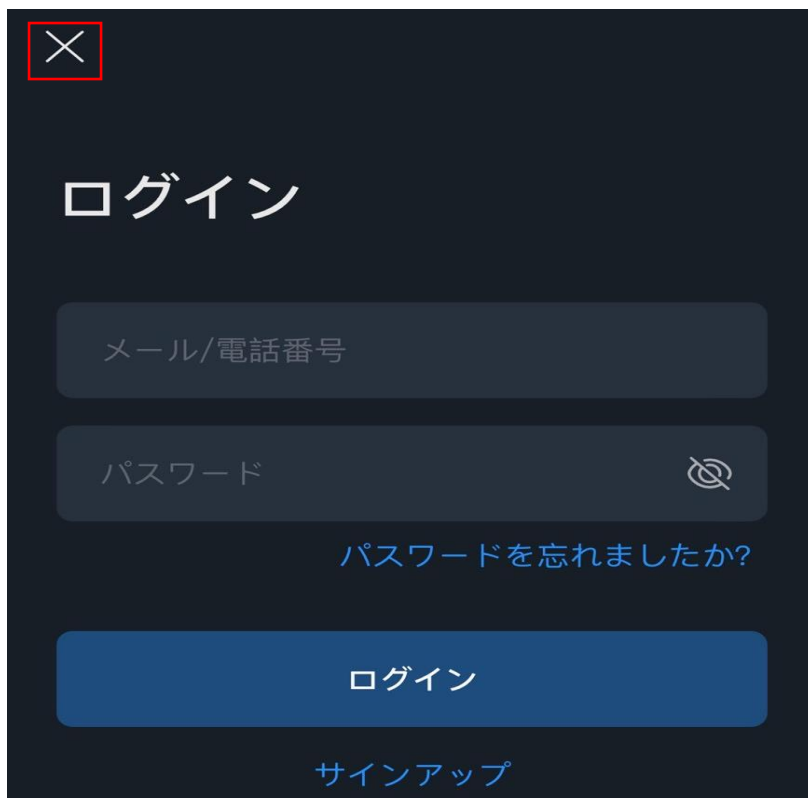 ログイン
メール/電話番号
パスワード
パスワードを忘れましたか?
ログイン
サインアップ